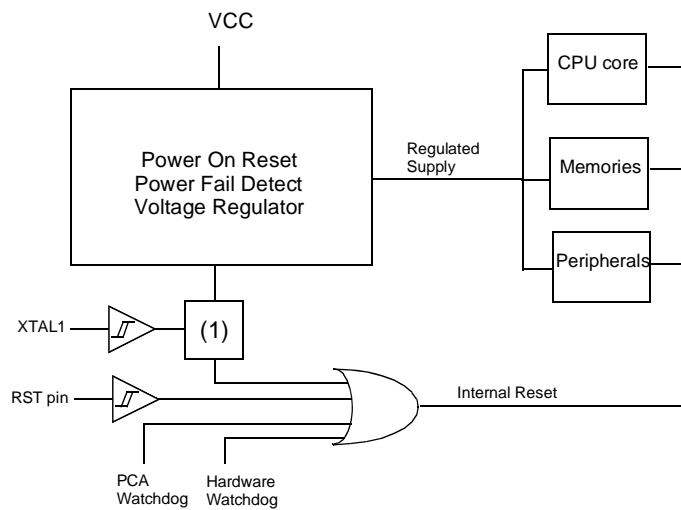 VCC
CPU core
Power On Reset
Power Fail Detect
Voltage Regulator
Regulated
Supply
Memories
Peripherals
XTAL1
(1)
RST pin
Internal Reset
PCA
Watchdog
Hardware
Watchdog